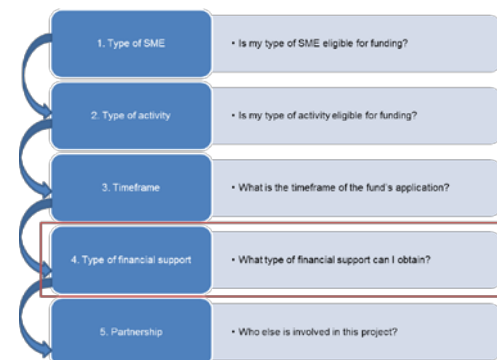 1. Type of SME
• Is my type of SME eligible for funding?
2. Type of activity
• Is my type of activity eligible for funding?
3. Timeframe
• What is the timeframe of the fund's application?
4. Type of financial support
• What type of financial support can I obtain?
5. Partnership
• Who else is involved in this project?